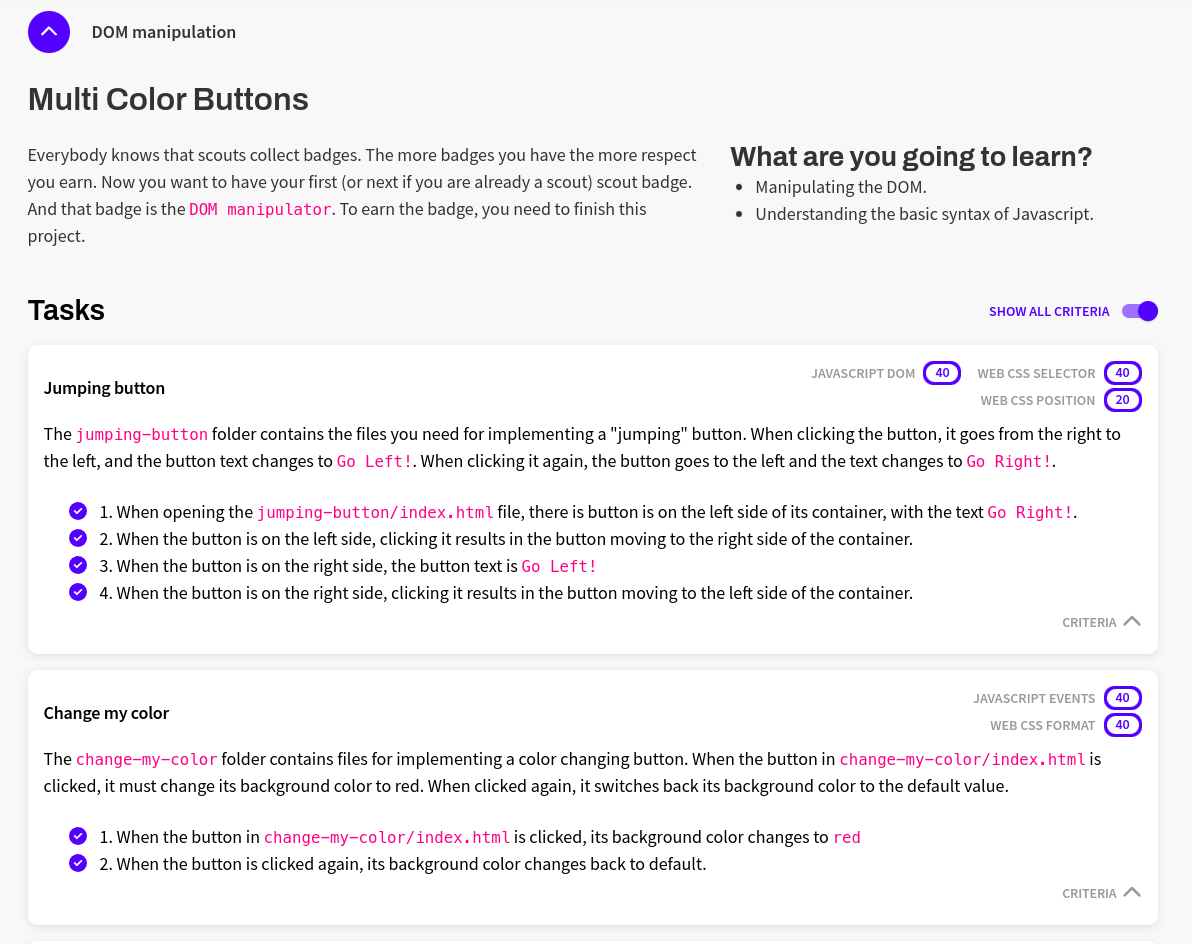 DOM manipulation
Multi Color Buttons
Everybody knows that scouts collect badges. The more badges you have the more respect
you earn. Now you want to have your first (or next if you are already a scout) scout badge.
And that badge is the DOM manipulator. To earn the badge, you need to finish this
project.
What are you going to learn?
Manipulating the DOM.
Understanding the basic syntax of Javascript.
Tasks
SHOW ALL CRITERIA
Jumping button
JAVASCRIPT DOM 40 WEB CSS SELECTOR 40
WEB CSS POSITION 20
The jumping-button folder contains the files you need for implementing a "jumping" button. When clicking the button, it goes from the right to
the left, and the button text changes to Go Left!. When clicking it again, the button goes to the left and the text changes to Go Right!.
1. When opening the jumping-button/index.html file, there is button is on the left side of its container, with the text Go Right!.
2. When the button is on the left side, clicking it results in the button moving to the right side of the container.
3. When the button is on the right side, the button text is Go Left!
4. When the button is on the right side, clicking it results in the button moving to the left side of the container.
CRITERIA
Change my color
JAVASCRIPT EVENTS 40
WEB CSS FORMAT 40
The change-my-color folder contains files for implementing a color changing button. When the button in change-my-color/index.html is
clicked, it must change its background color to red. When clicked again, it switches back its background color to the default value.
1. When the button in change-my-color/index.html is clicked, its background color changes to red
2. When the button is clicked again, its background color changes back to default.
CRITERIA